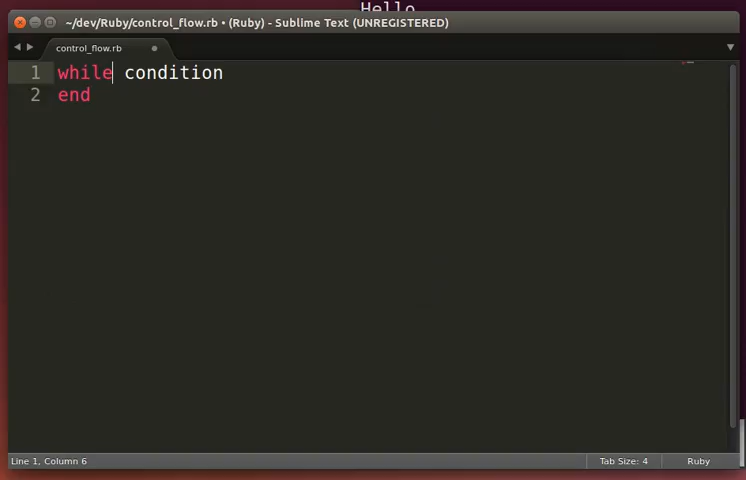 Hello
~/dev/Ruby/control_flow.rb • (Ruby) - Sublime Text (UNREGISTERED)
control_flow.rb
1 while condition
2 end
Line 1, Column 6
Tab Size: 4
Ruby